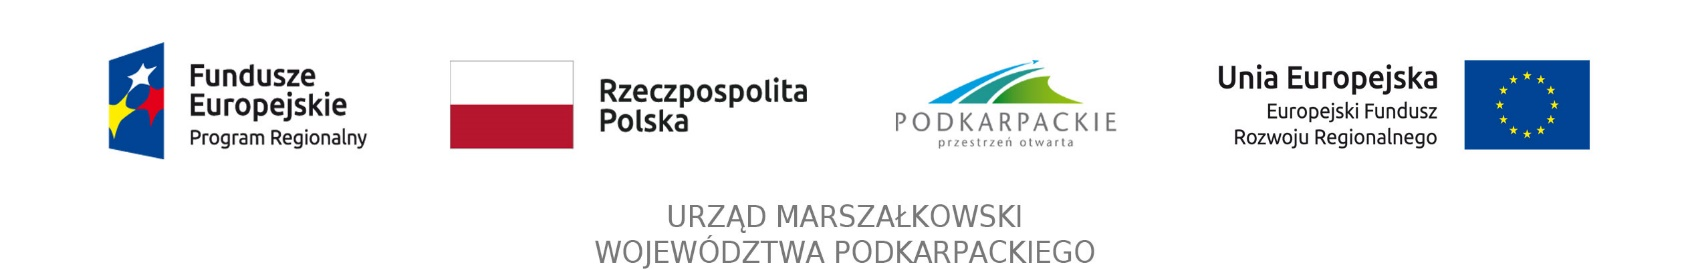 Fundusze
Europejskie
Program Regionalny
Rzeczpospolita
Polska
PODKARPACKIE
przestrzeń otwarta
Unia Europejska
Europejski Fundusz
Rozwoju Regionalnego
URZĄD MARSZAŁKOWSKI
WOJEWÓDZTWA PODKARPACKIEGO